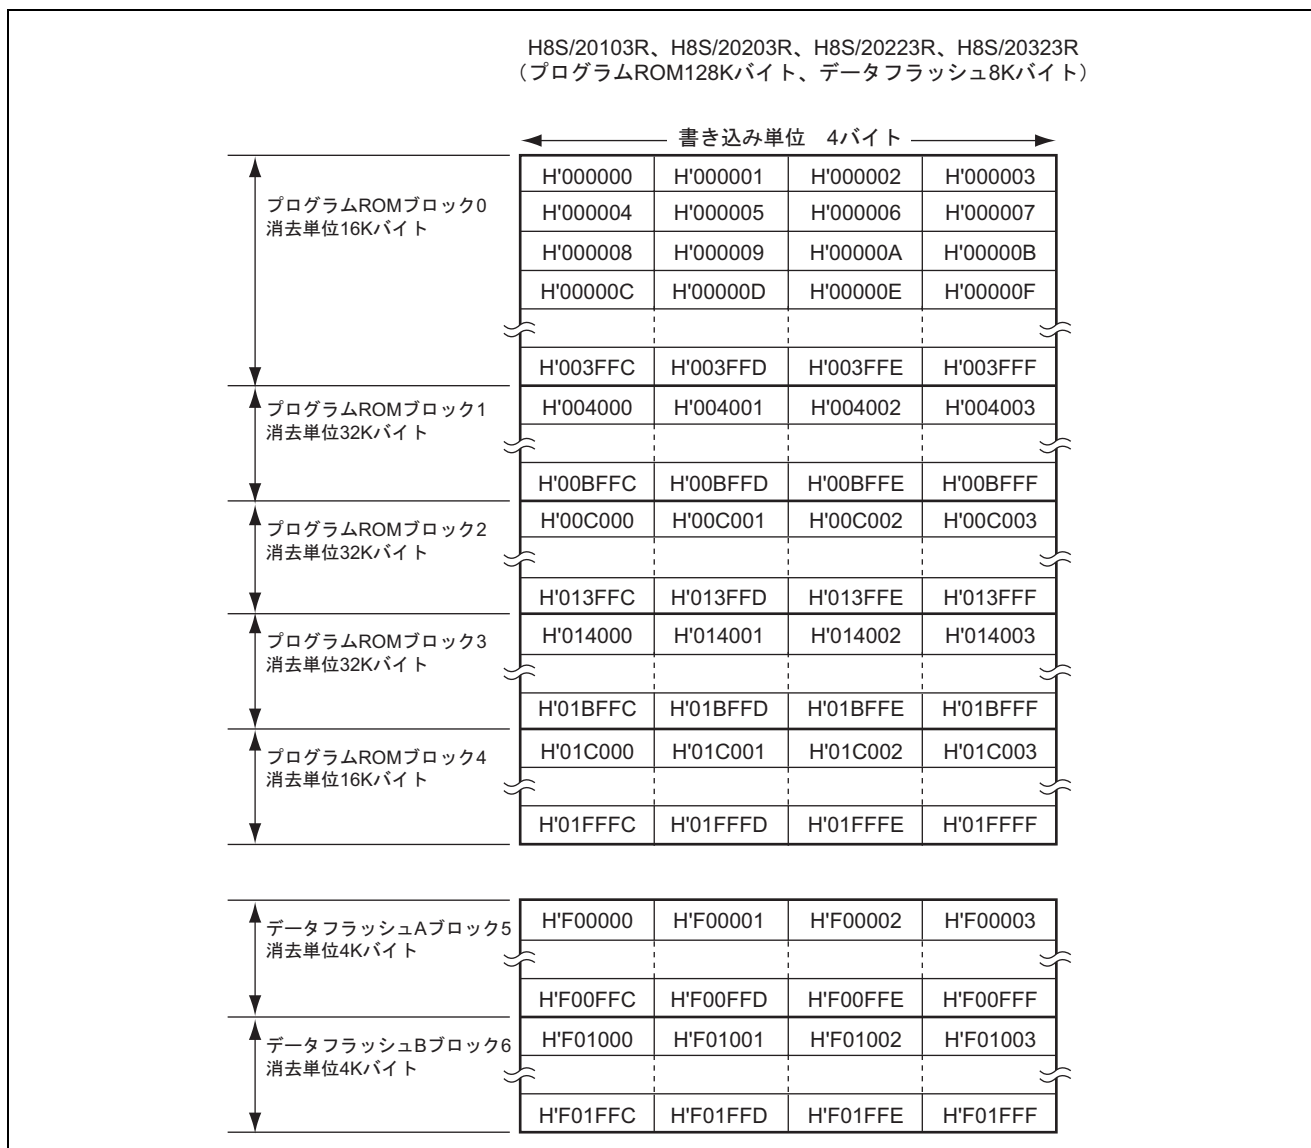 H8S/20103R、H8S/20203R、H8S/20223R、H8S/20323R
（プログラムROM128Kバイト、データフラッシュ8Kバイト）
書き込み単位　4バイト
プログラムROMブロック0
消去単位16Kバイト
H'000000 H'000001 H'000002 H'000003
H'000004 H'000005 H'000006 H'000007
H'000008 H'000009 H'00000A H'00000B
H'00000C H'00000D H'00000E H'00000F
H'003FFC H'003FFD H'003FFE H'003FFF
プログラムROMブロック1
消去単位32Kバイト
H'004000 H'004001 H'004002 H'004003
H'00BFFC H'00BFFD H'00BFFE H'00BFFF
プログラムROMブロック2
消去単位32Kバイト
H'00C000 H'00C001 H'00C002 H'00C003
H'013FFC H'013FFD H'013FFE H'013FFF
プログラムROMブロック3
消去単位32Kバイト
H'014000 H'014001 H'014002 H'014003
H'01BFFC H'01BFFD H'01BFFE H'01BFFF
プログラムROMブロック4
消去単位16Kバイト
H'01C000 H'01C001 H'01C002 H'01C003
H'01FFFC H'01FFFD H'01FFFE H'01FFFF
データフラッシュAブロック5
消去単位4Kバイト
H'F00000 H'F00001 H'F00002 H'F00003
H'F00FFC H'F00FFD H'F00FFE H'F00FFF
データフラッシュBブロック6
消去単位4Kバイト
H'F01000 H'F01001 H'F01002 H'F01003
H'F01FFC H'F01FFD H'F01FFE H'F01FFF